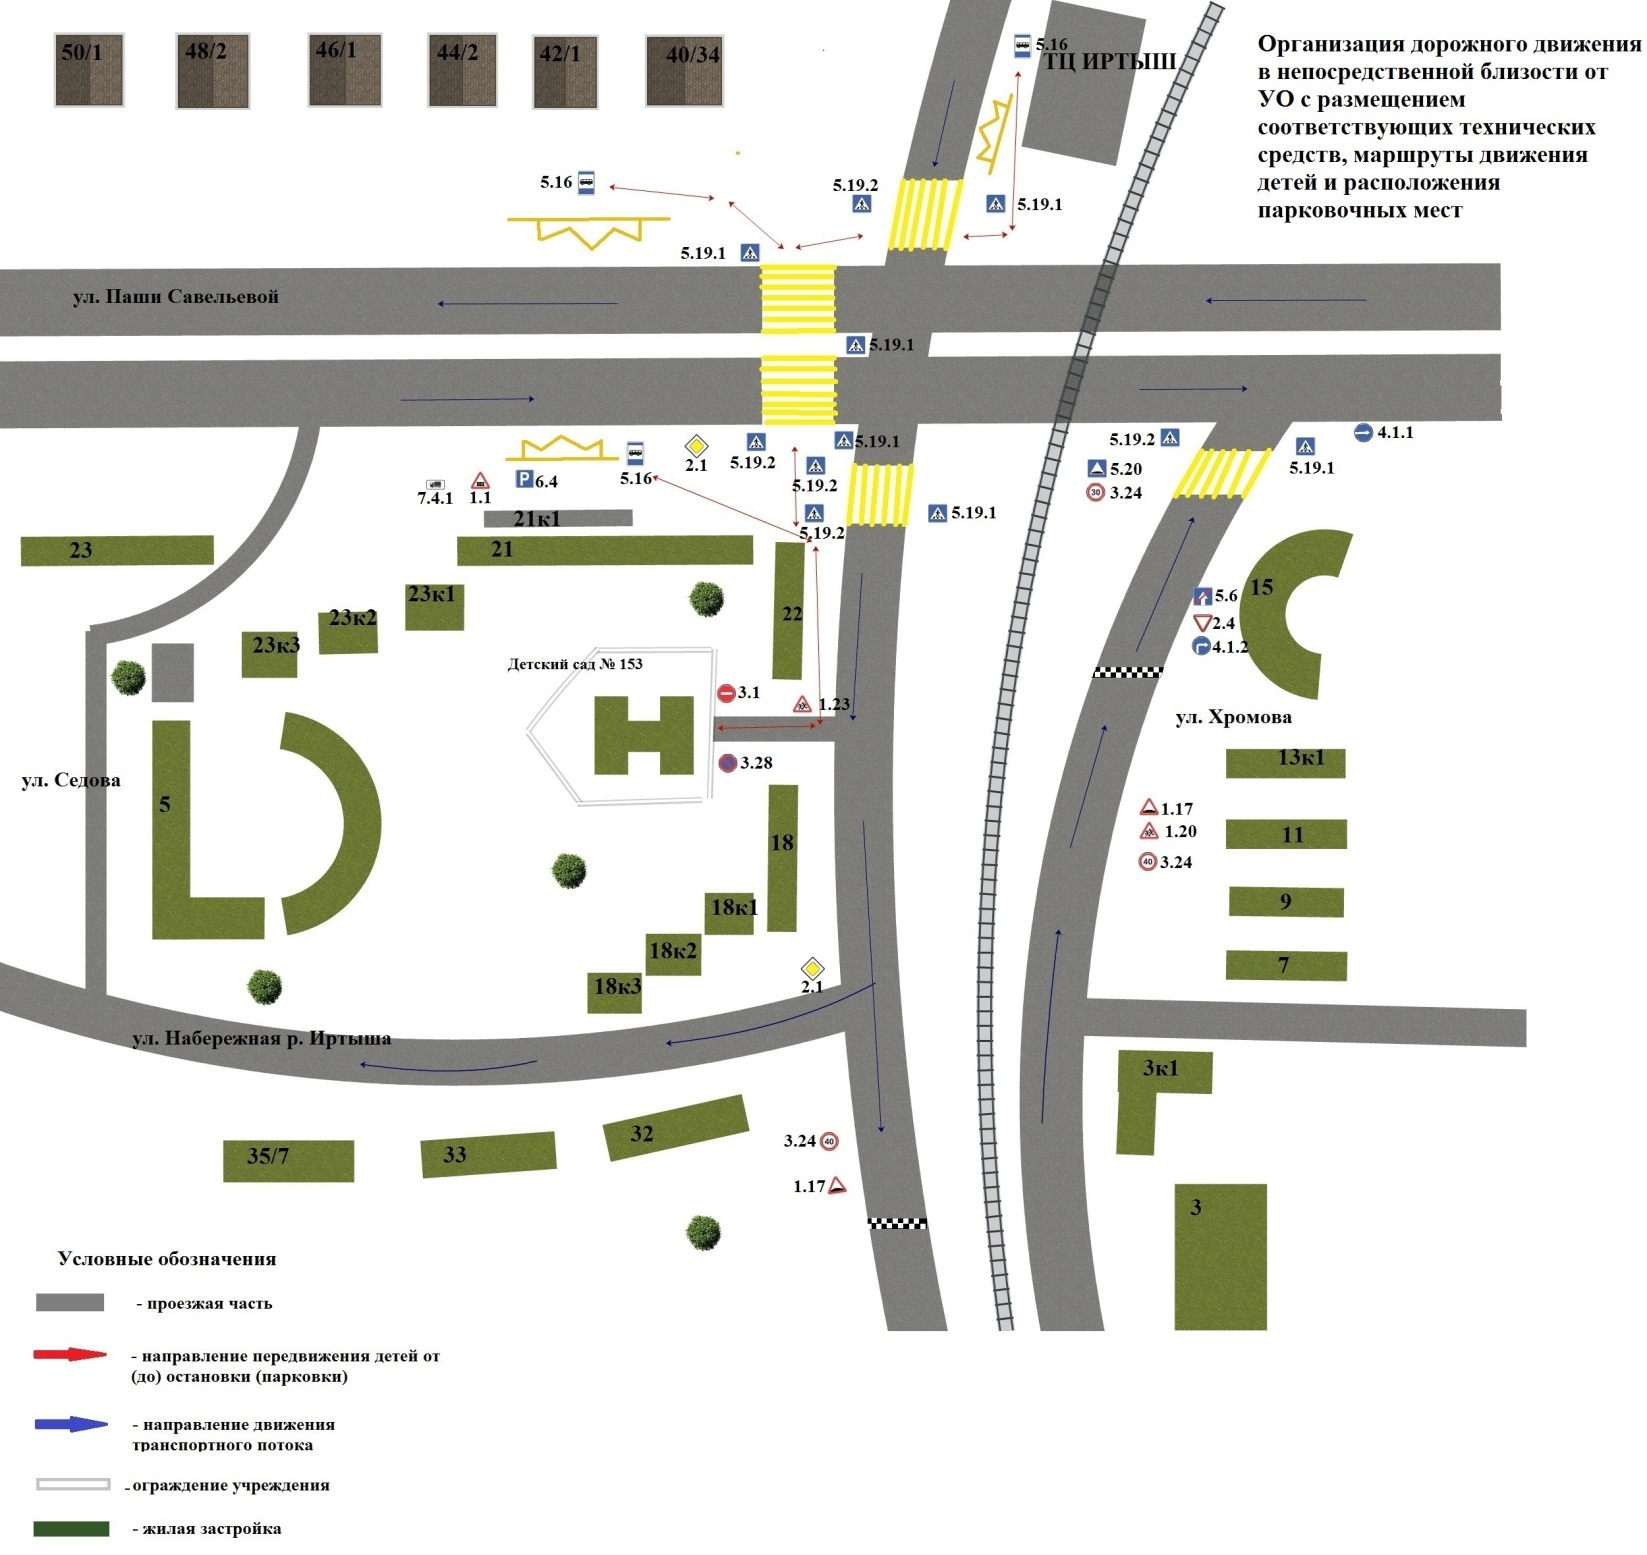 50/1
48/2
46/1
44/2
42/1
40/34
5.16
ТЦ ИРТЫШ
Организация дорожного движения
в непосредственной близости от
УО с размещением
соответствующих технических
средств, маршруты движения
детей и расположения
парковочных мест
5.16
5.19.2
5.19.1
5.19.1
ул. Паши Савельевой
5.19.1
5.19.1
5.19.2
5.19.2
2.1
5.16
6.4
1.1
7.4.1
5.19.2
5.19.1
5.19.2
5.20
30
3.24
5.19.1
4.1.1
21к1
23
21
22
23к1
23к2
23к3
Детский сад № 153
3.1
1.23
3.28
5.6
2.4
4.1.2
15
ул. Хромова
13к1
ул. Седова
5
18
1.17
1.20
40
3.24
11
9
7
18к1
18к2
18к3
2.1
ул. Набережная р. Иртыша
3к1
35/7
33
32
3.24
40
1.17
3
Условные обозначения
- проезжая часть
- направление передвижения детей от
(до) остановки (парковки)
- направление движения
транспортного потока
- ограждение учреждения
- жилая застройка